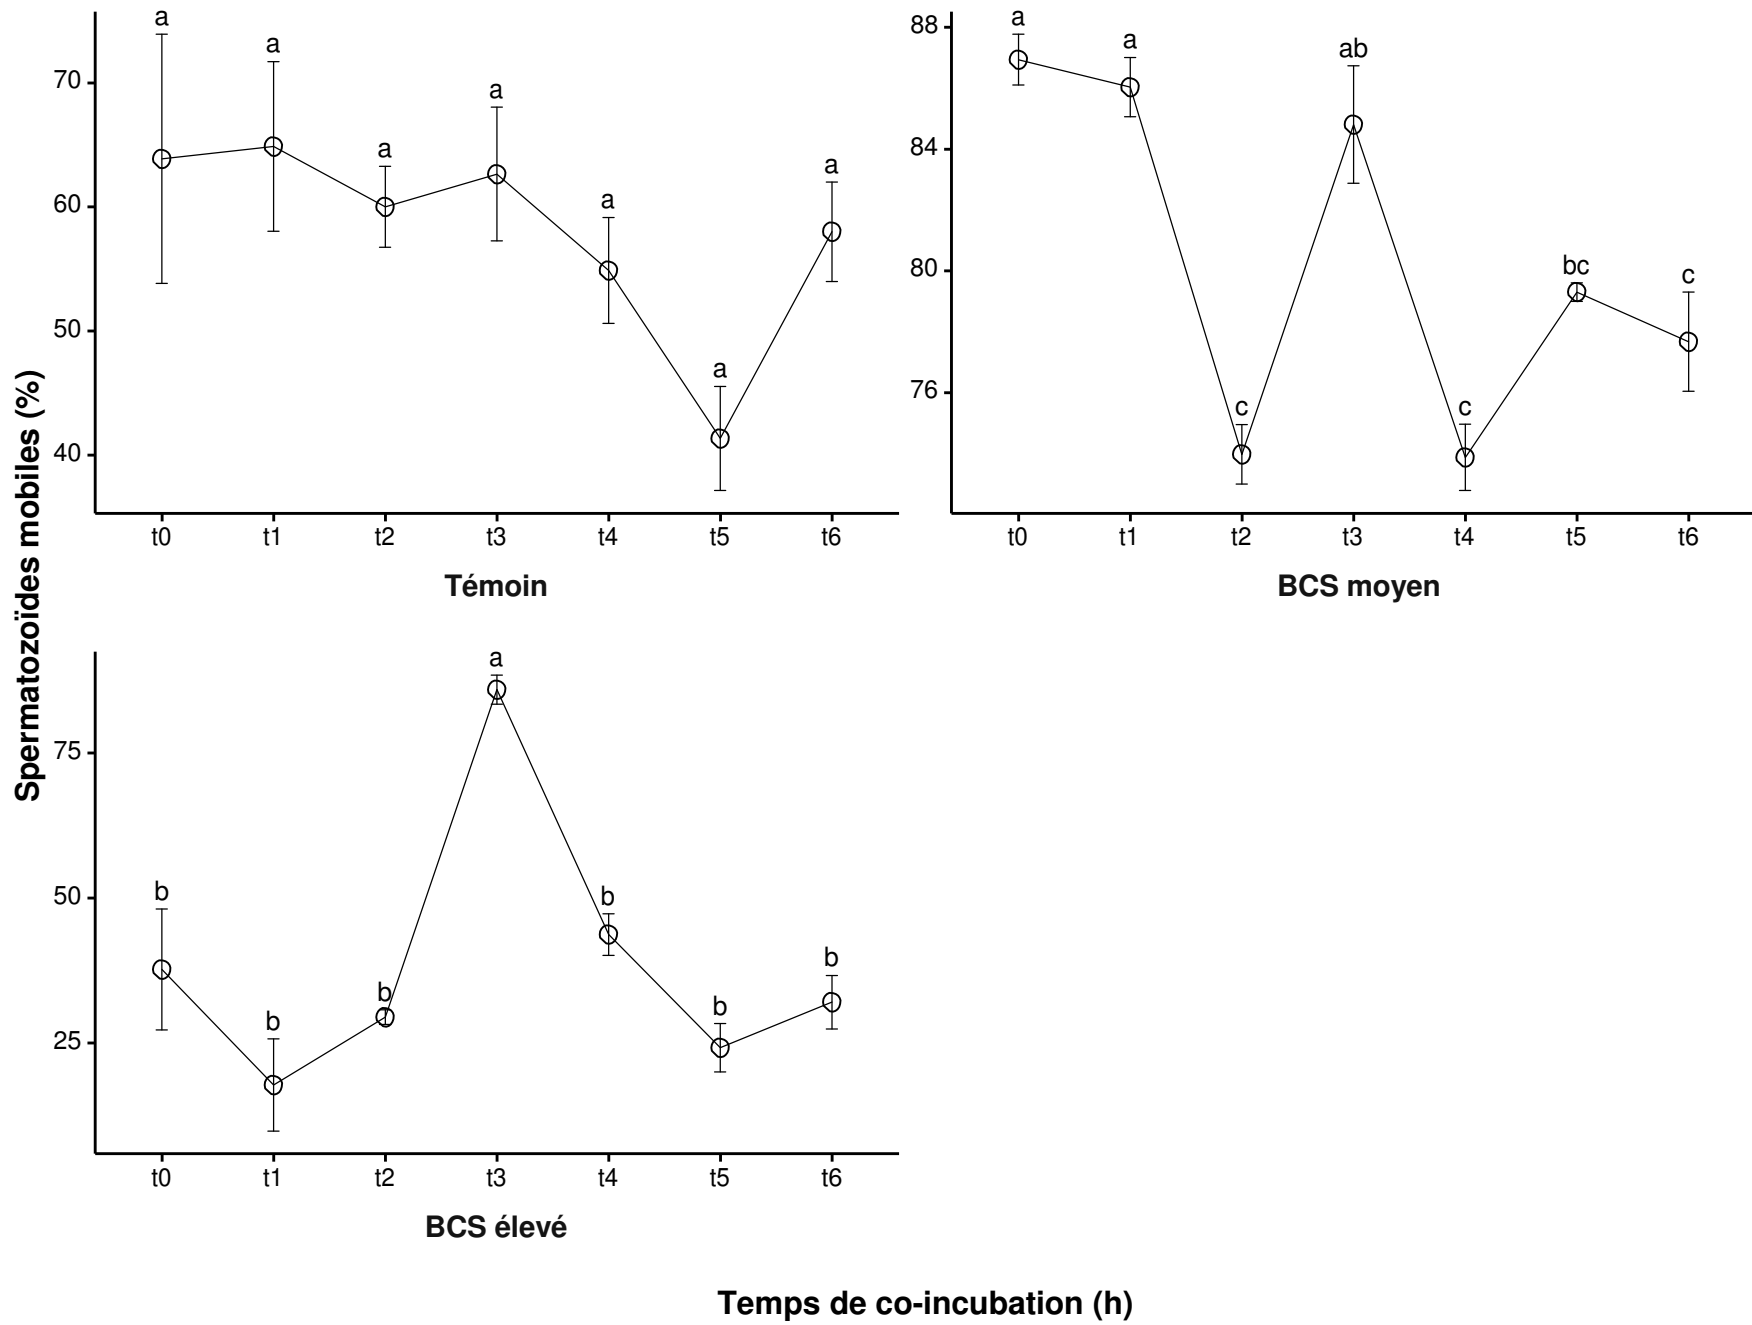 Spermatozoïdes mobiles (%)
a
a
a
a
a
a
a
70
60
50
40
t0 t1 t2 t3 t4 t5 t6
Témoin
a
a
c
ab
c
bc
c
88
84
80
76
t0 t1 t2 t3 t4 t5 t6
BCS moyen
b
b
b
a
b
b
b
75
50
25
t0 t1 t2 t3 t4 t5 t6
BCS élevé
Temps de co-incubation (h)